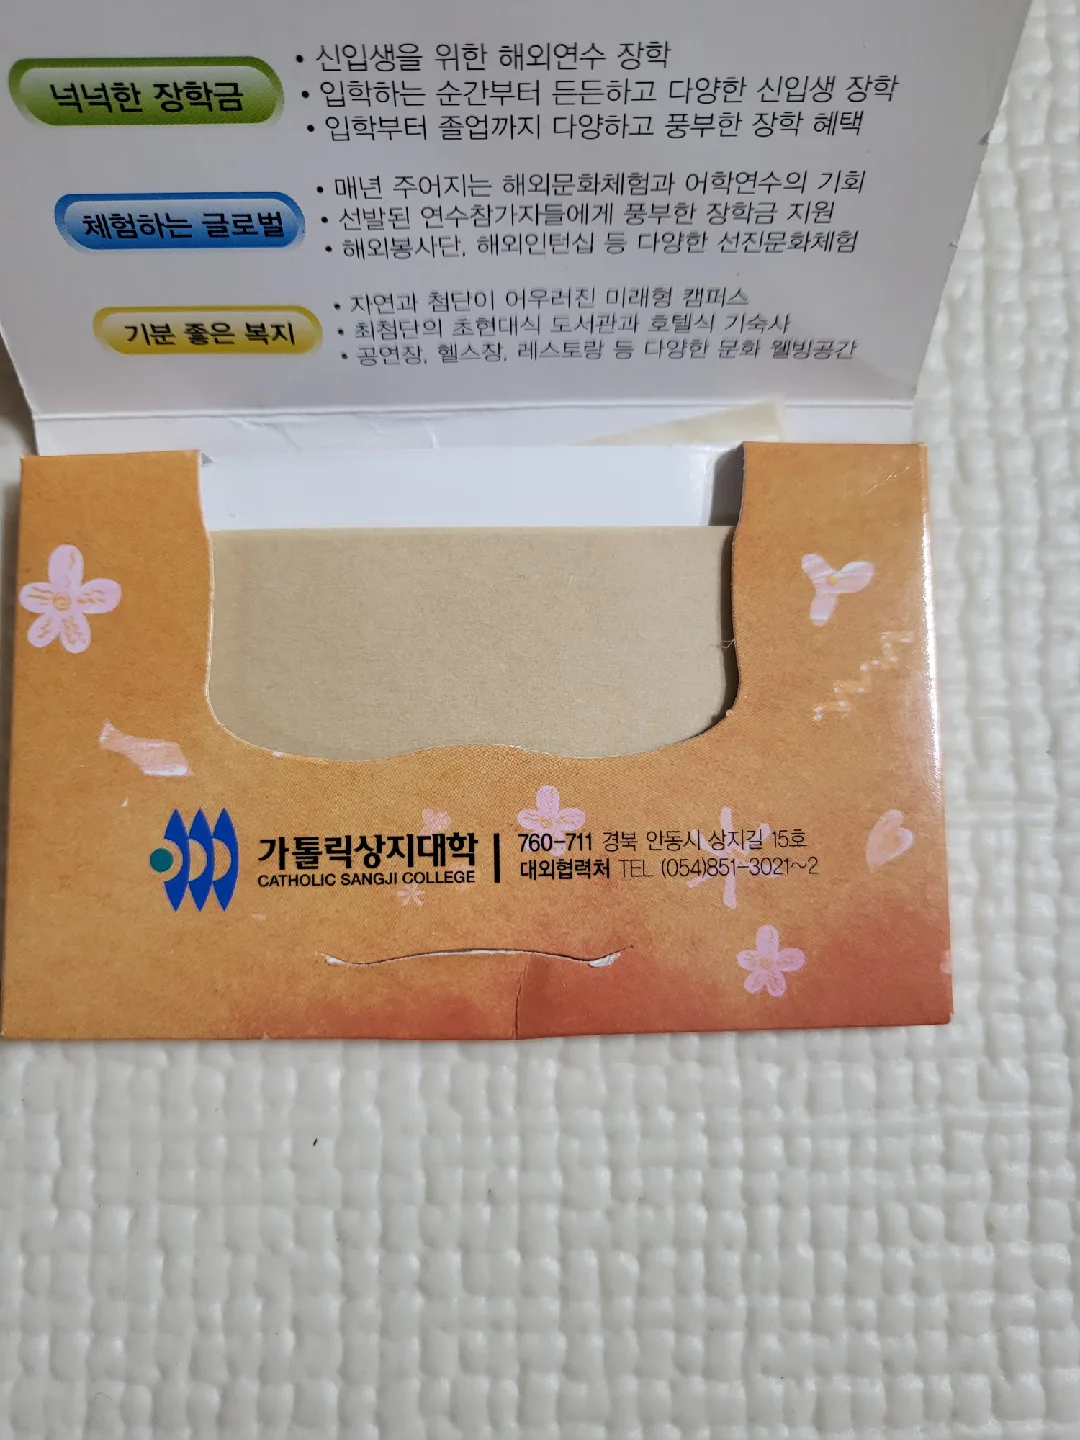 넉넉한 장학금
• 신입생을 위한 해외연수 장학
• 입학하는 순간부터 든든하고 다양한 신입생 장학
• 입학부터 졸업까지 다양하고 풍부한 장학 혜택
체험하는 글로벌
• 매년 주어지는 해외문화체험과 어학연수의 기회
• 선발된 연수참가자들에게 풍부한 장학금 지원
• 해외봉사단, 해외인턴십 등 다양한 선진문화체험
기분 좋은 복지
• 자연과 첨단이 어우러진 미래형 캠퍼스
• 최첨단의 초현대식 도서관과 호텔식 기숙사
• 공연장, 헬스장, 레스토랑 등 다양한 문화 웰빙공간
가톨릭상지대학
CATHOLIC SANGJI COLLEGE
760-711 경북 안동시 상지길 15호
대외협력처 TEL (054)851-3021~2